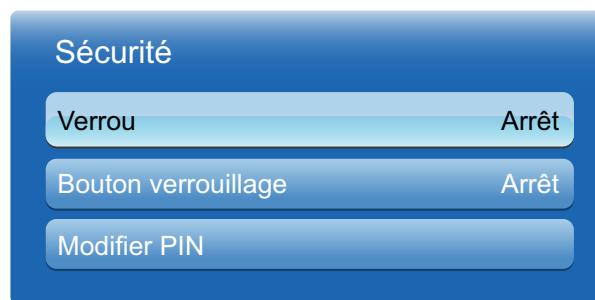 Sécurité
Verrou Arrêt
Bouton verrouillage Arrêt
Modifier PIN